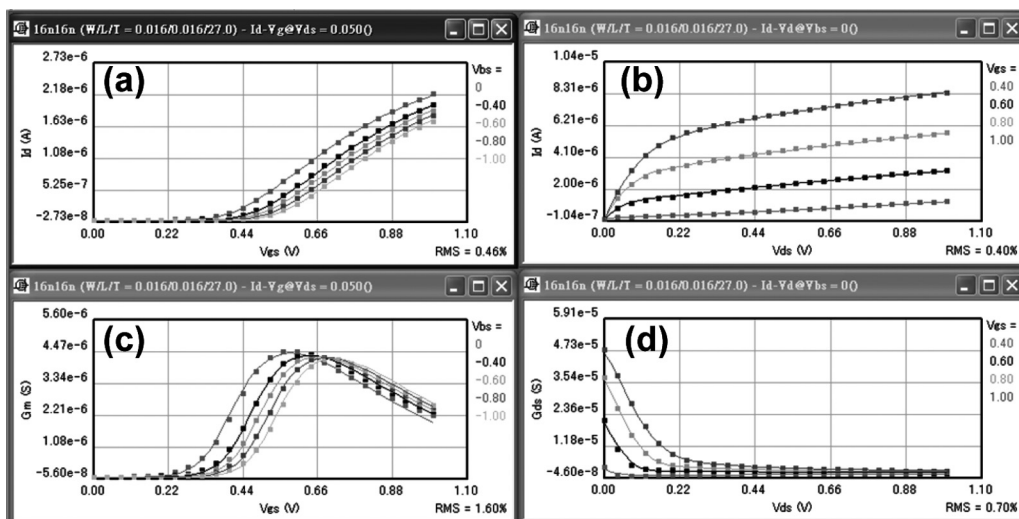 16n16n (W/L/T = 0.016/0.016/27.0) - Id-Vg@Vds = 0.050()
(a)
2.73e-6
2.18e-6
1.63e-6
1.08e-6
5.25e-7
-2.73e-8
Id (A)
0.00 0.22 0.44 0.66 0.88 1.10
Vgs (V)
RMS = 0.46%
Vbs =
0
-0.40
-0.60
-0.80
-1.00
16n16n (W/L/T = 0.016/0.016/27.0) - Id-Vd@Vbs = 0()
(b)
1.04e-5
8.31e-6
6.21e-6
4.10e-6
2.00e-6
-1.04e-7
Id (A)
0.00 0.22 0.44 0.66 0.88 1.10
Vds (V)
RMS = 0.40%
Vgs =
0.40
0.60
0.80
1.00
16n16n (W/L/T = 0.016/0.016/27.0) - Id-Vg@Vds = 0.050()
(c)
5.60e-6
4.47e-6
3.34e-6
2.21e-6
1.08e-6
-5.60e-8
Gm (S)
0.00 0.22 0.44 0.66 0.88 1.10
Vgs (V)
RMS = 1.60%
Vbs =
0
-0.40
-0.60
-0.80
-1.00
16n16n (W/L/T = 0.016/0.016/27.0) - Id-Vd@Vbs = 0()
(d)
5.91e-5
4.73e-5
3.54e-5
2.36e-5
1.18e-5
-4.60e-8
Gds (S)
0.00 0.22 0.44 0.66 0.88 1.10
Vds (V)
RMS = 0.70%
Vgs =
0.40
0.60
0.80
1.00